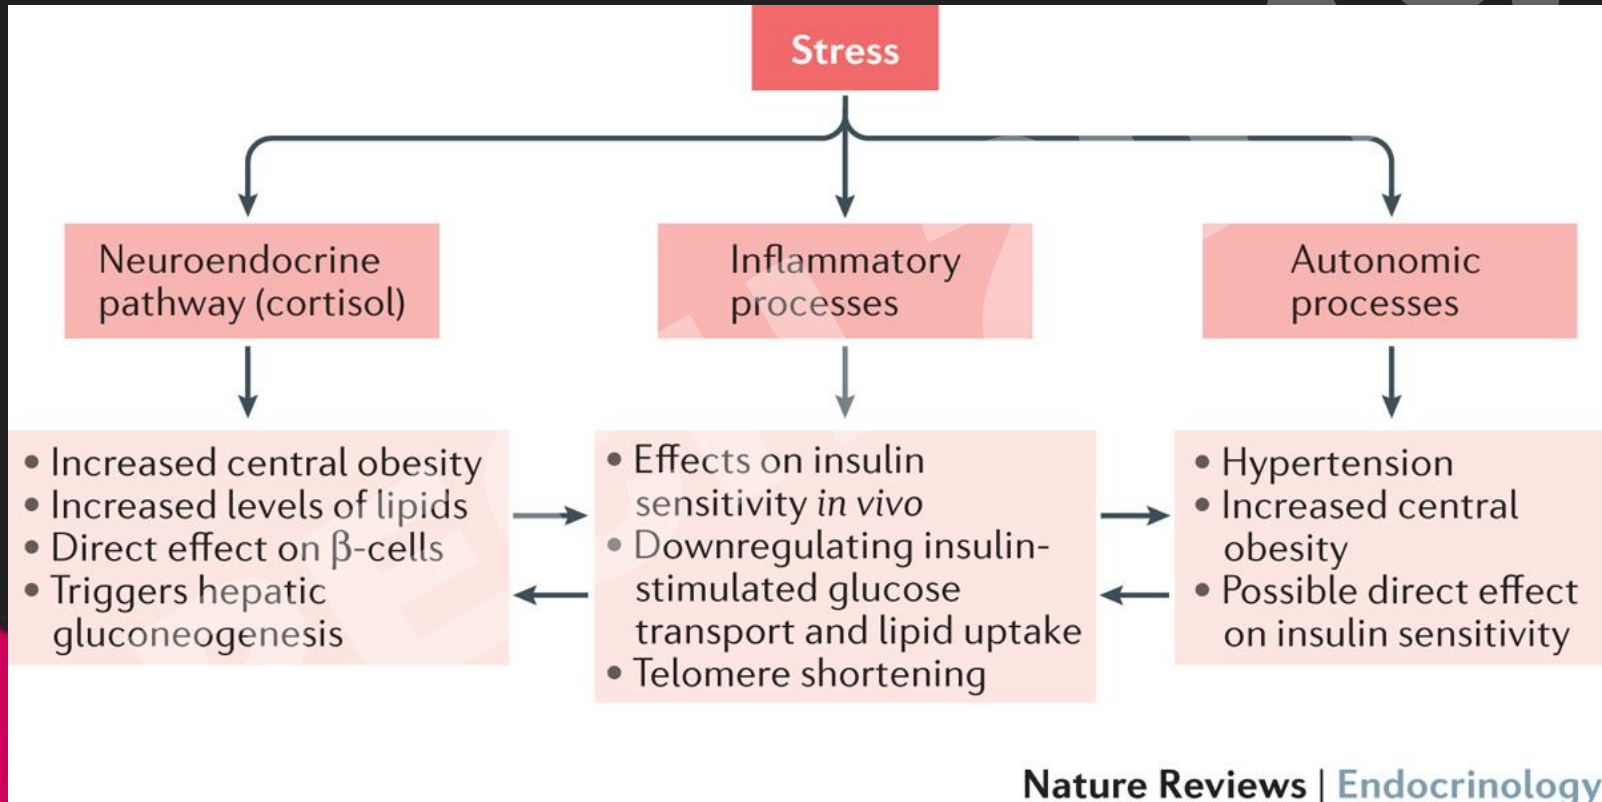 Stress
Neuroendocrine
pathway (cortisol)
Inflammatory
processes
Autonomic
processes
• Increased central obesity
• Increased levels of lipids
• Direct effect on β-cells
• Triggers hepatic
gluconeogenesis
• Effects on insulin
sensitivity in vivo
• Downregulating insulin-
stimulated glucose
transport and lipid uptake
• Telomere shortening
• Hypertension
• Increased central
obesity
• Possible direct effect
on insulin sensitivity
Nature Reviews | Endocrinology